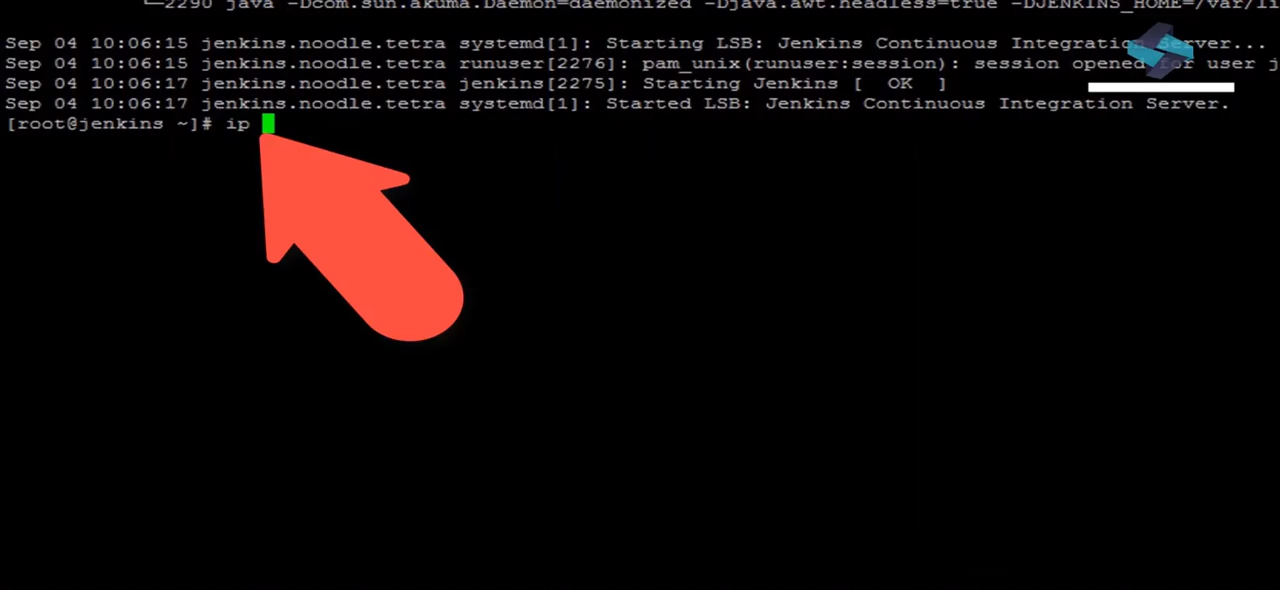 └─2290 java -Dcom.sun.akuma.Daemon=daemonized -Djava.awt.headless=true -DJENKINS_HOME=/var/li
Sep 04 10:06:15 jenkins.noodle.tetra systemd[1]: Starting LSB: Jenkins Continuous Integration Server...
Sep 04 10:06:15 jenkins.noodle.tetra runuser[2276]: pam_unix(runuser:session): session opened for user j
Sep 04 10:06:17 jenkins.noodle.tetra jenkins[2275]: Starting Jenkins [  OK  ]
Sep 04 10:06:17 jenkins.noodle.tetra systemd[1]: Started LSB: Jenkins Continuous Integration Server.
[root@jenkins ~]# ip